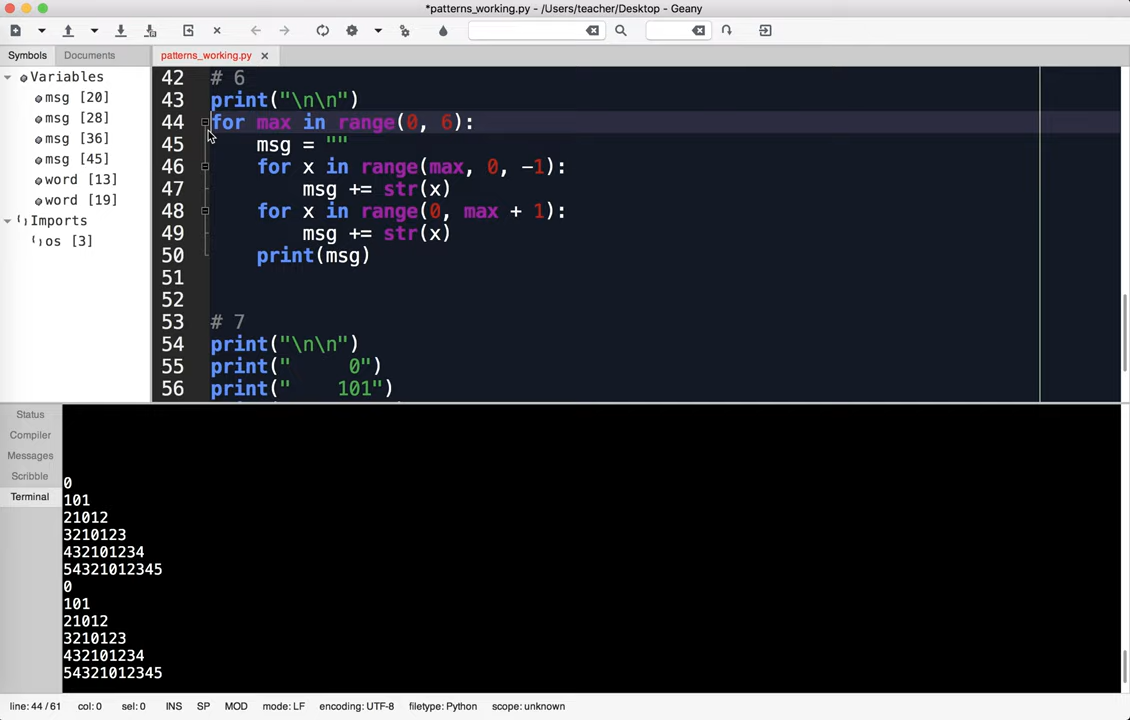 *patterns_working.py - /Users/teacher/Desktop - Geany
Symbols Documents patterns_working.py
Variables
msg [20]
msg [28]
msg [36]
msg [45]
word [13]
word [19]
Imports
os [3]
42 # 6
43 print("\n\n")
44 for max in range(0, 6):
45     msg = ""
46     for x in range(max, 0, -1):
47         msg += str(x)
48     for x in range(0, max + 1):
49         msg += str(x)
50     print(msg)
51
52
53 # 7
54 print("\n\n")
55 print("     0")
56 print("    101")
Status
Compiler
Messages
Scribble
Terminal
0
101
21012
3210123
432101234
54321012345
0
101
21012
3210123
432101234
54321012345
line: 44 / 61 col: 0 sel: 0 INS SP MOD mode: LF encoding: UTF-8 filetype: Python scope: unknown